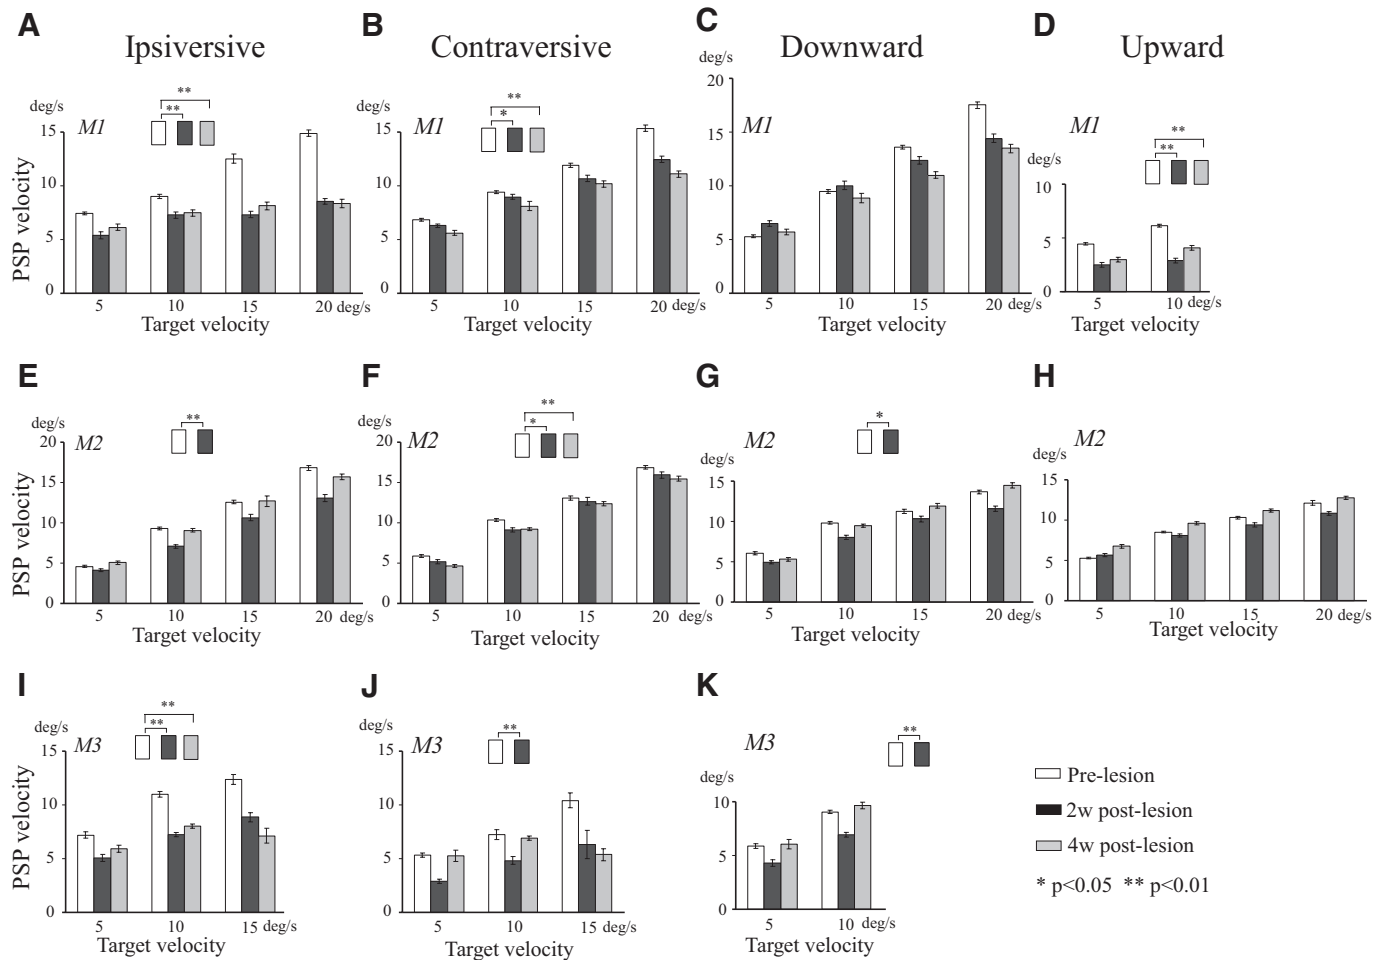 A
B
C
D
Ipsiversive
Contraversive
Downward
Upward
deg/s
M1
**
**
PSP velocity
15
10
5
0
5 10 15 20 deg/s
Target velocity
deg/s
M1
**
*
15
10
5
0
5 10 15 20 deg/s
Target velocity
deg/s
M1
20
15
10
5
0
5 10 15 20 deg/s
Target velocity
M1
deg/s
**
**
10
5
0
5 10 deg/s
Target velocity
E
F
G
H
deg/s
M2
**
PSP velocity
20
15
10
5
0
5 10 15 20 deg/s
Target velocity
deg/s
M2
**
*
20
15
10
5
0
5 10 15 20 deg/s
Target velocity
M2
*
deg/s
15
10
5
0
5 10 15 20 deg/s
Target velocity
M2
deg/s
15
10
5
0
5 10 15 20 deg/s
Target velocity
I
J
K
deg/s
M3
**
**
PSP velocity
15
10
5
0
5 10 15 deg/s
Target velocity
deg/s
M3
**
15
10
5
0
5 10 15 deg/s
Target velocity
M3
**
deg/s
10
5
0
5 10 deg/s
Target velocity
Pre-lesion
2w post-lesion
4w post-lesion
* p<0.05 ** p<0.01